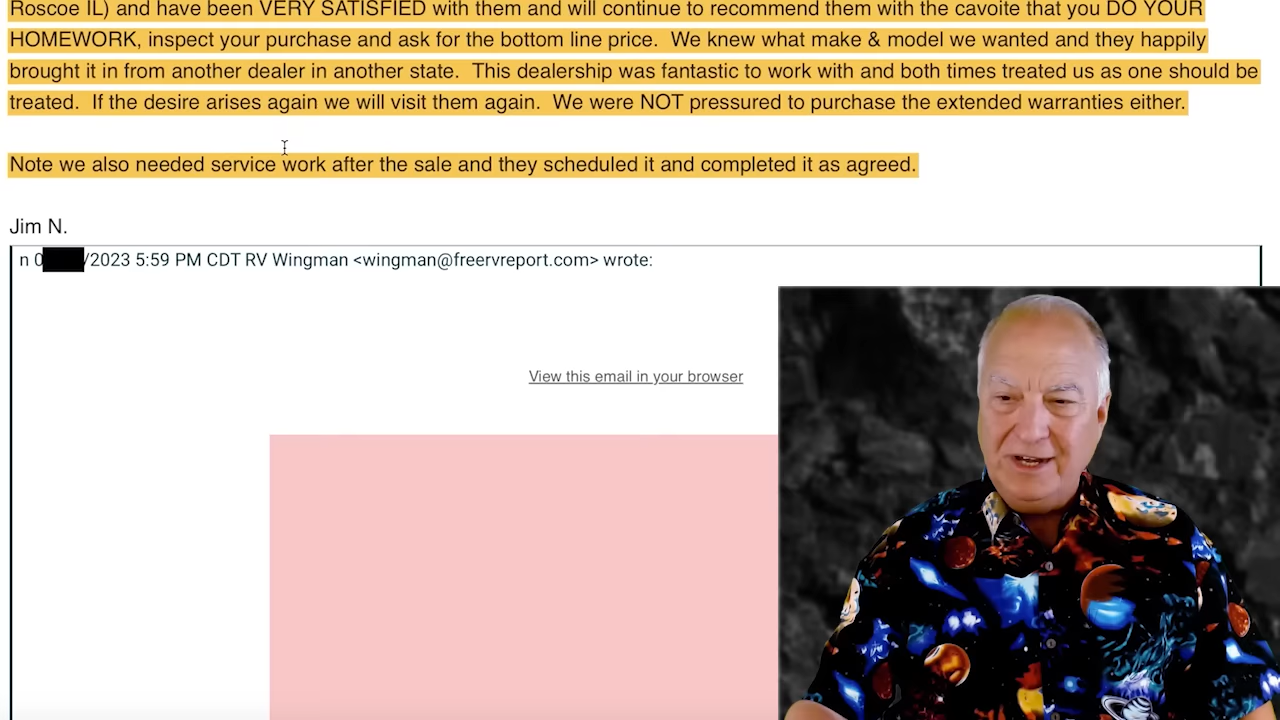 Roscoe IL) and have been VERY SATISFIED with them and will continue to recommend them with the cavoite that you DO YOUR
HOMEWORK, inspect your purchase and ask for the bottom line price.  We knew what make & model we wanted and they happily
brought it in from another dealer in another state.  This dealership was fantastic to work with and both times treated us as one should be
treated.  If the desire arises again we will visit them again.  We were NOT pressured to purchase the extended warranties either.
Note we also needed service work after the sale and they scheduled it and completed it as agreed.
Jim N.
n 0/2023 5:59 PM CDT RV Wingman <wingman@freervreport.com> wrote:
View this email in your browser